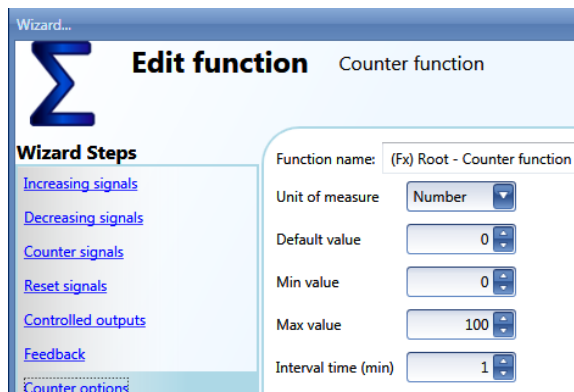 Wizard...
Edit function Counter function
Wizard Steps
Increasing signals
Decreasing signals
Counter signals
Reset signals
Controlled outputs
Feedback
Counter options
Function name: (Fx) Root - Counter function
Unit of measure Number
Default value 0
Min value 0
Max value 100
Interval time (min) 1